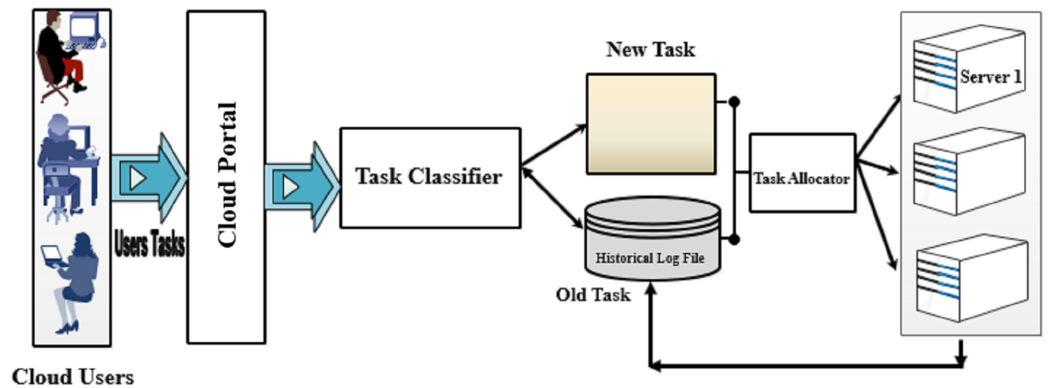 Cloud Users
Users Tasks
Cloud Portal
Task Classifier
New Task
Historical Log File
Old Task
Task Allocator
Server 1